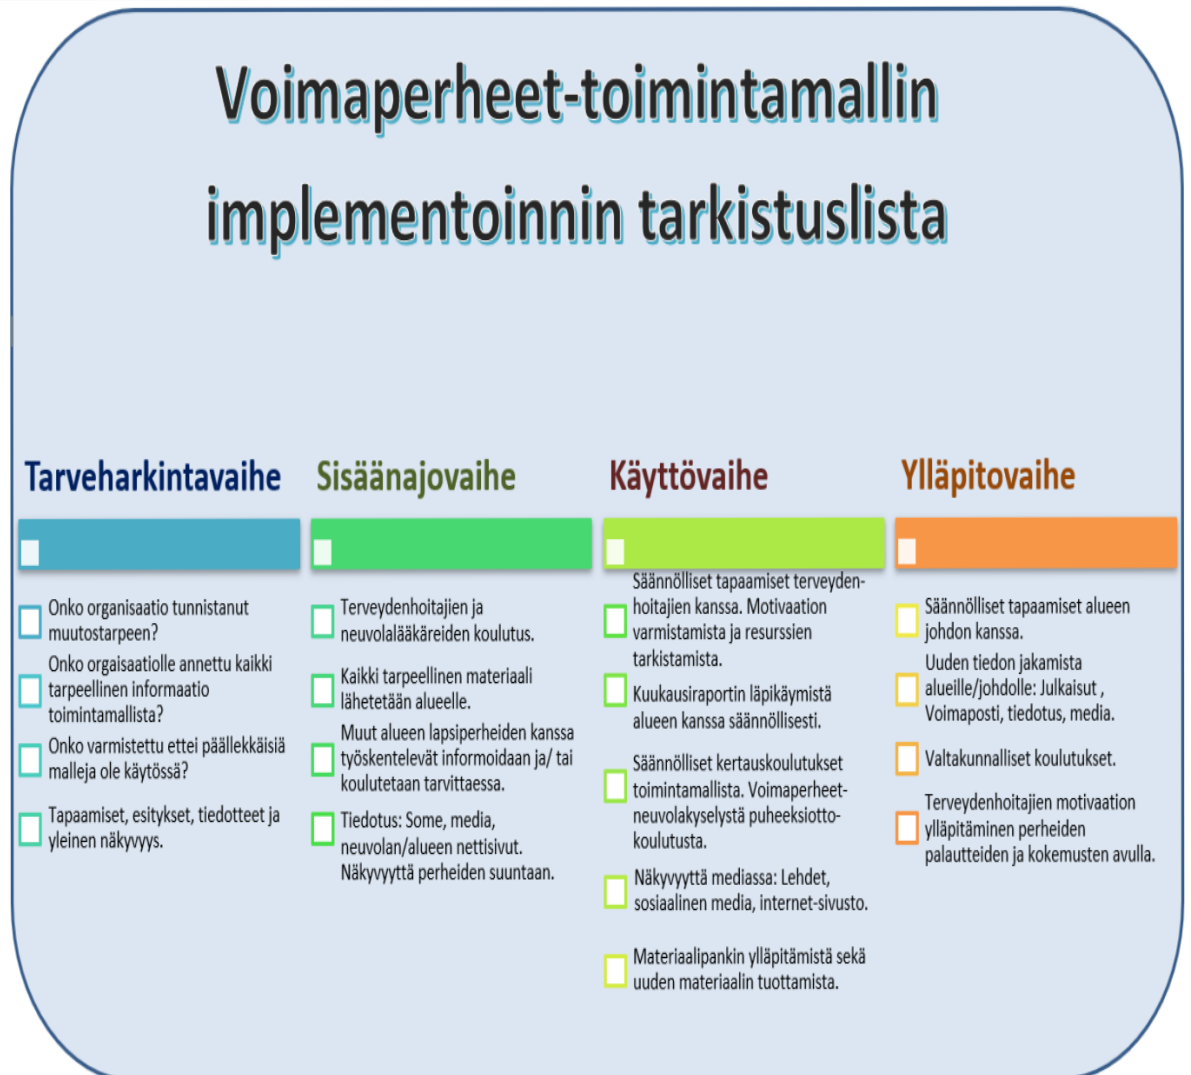 Voimaperheet-toimintamallin
implementoinnin tarkistuslista
Tarveharkintavaihe
Onko organisaatio tunnistanut
muutostarpeen?
Onko orgaisaatiolle annettu kaikki
tarpeellinen informaatio
toimintamallista?
Onko varmistettu ettei päällekkäisiä
malleja ole käytössä?
Tapaamiset, esitykset, tiedotteet ja
yleinen näkyvyys.
Sisäänajovaihe
Terveydenhoitajien ja
neuvolalääkäreiden koulutus.
Kaikki tarpeellinen materiaali
lähetetään alueelle.
Muut alueen lapsiperheiden kanssa
työskentelevät informoidaan ja/ tai
koulutetaan tarvittaessa.
Tiedotus: Some, media,
neuvolan/alueen nettisivut.
Näkyvyyttä perheiden suuntaan.
Käyttövaihe
Säännölliset tapaamiset terveyden-
hoitajien kanssa. Motivaation
varmistamista ja resurssien
tarkistamista.
Kuukausiraportin läpikäymistä
alueen kanssa säännöllisesti.
Säännölliset kertauskoulutukset
toimintamallista. Voimaperheet-
neuvolakyselystä puheeksiotto-
koulutusta.
Näkyvyyttä mediassa: Lehdet,
sosiaalinen media, internet-sivusto.
Materiaalipankin ylläpitämistä sekä
uuden materiaalin tuottamista.
Ylläpitovaihe
Säännölliset tapaamiset alueen
johdon kanssa.
Uuden tiedon jakamista
alueille/johdolle: Julkaisut ,
Voimaposti, tiedotus, media.
Valtakunnalliset koulutukset.
Terveydenhoitajien motivaation
ylläpitäminen perheiden
palautteiden ja kokemusten avulla.